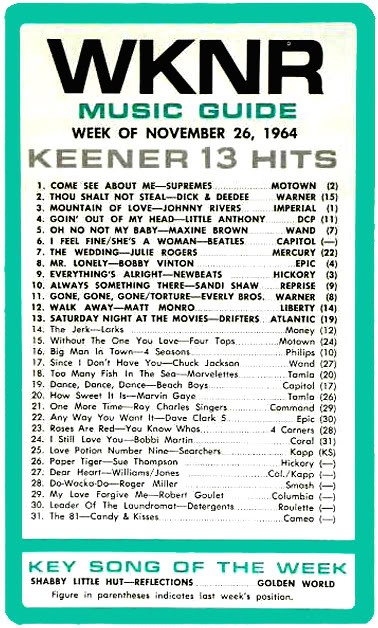 WKNR
MUSIC GUIDE
WEEK OF NOVEMBER 26, 1964
KEENER 13 HITS
1. COME SEE ABOUT ME—SUPREMES MOTOWN (2)
2. THOU SHALT NOT STEAL—DICK & DEEDEE WARNER (15)
3. MOUNTAIN OF LOVE—JOHNNY RIVERS IMPERIAL (1)
4. GOIN' OUT OF MY HEAD—LITTLE ANTHONY DCP (11)
5. OH NO NOT MY BABY—MAXINE BROWN WAND (7)
6. I FEEL FINE/SHE'S A WOMAN—BEATLES CAPITOL (—)
7. THE WEDDING—JULIE ROGERS MERCURY (22)
8. MR. LONELY—BOBBY VINTON EPIC (4)
9. EVERYTHING'S ALRIGHT—NEWBEATS HICKORY (3)
10. ALWAYS SOMETHING THERE—SANDI SHAW REPRISE (9)
11. GONE, GONE, GONE/TORTURE—EVERLY BROS. WARNER (8)
12. WALK AWAY—MATT MONRO LIBERTY (14)
13. SATURDAY NIGHT AT THE MOVIES—DRIFTERS ATLANTIC (19)
14. The Jerk—Larks Money (12)
15. Without The One You Love—Four Tops Motown (24)
16. Big Man In Town—4 Seasons Philips (10)
17. Since I Don't Have You—Chuck Jackson Wand (27)
18. Too Many Fish In The Sea—Marvelettes Tamla (20)
19. Dance, Dance, Dance—Beach Boys Capitol (17)
20. How Sweet It Is—Marvin Gaye Tamla (26)
21. One More Time—Ray Charles Singers Command (29)
22. Any Way You Want It—Dave Clark 5 Epic (30)
23. Roses Are Red—You Know Whos 4 Corners (28)
24. I Still Love You—Bobbi Martin Coral (31)
25. Love Potion Number Nine—Searchers Kapp (KS)
26. Paper Tiger—Sue Thompson Hickory (—)
27. Dear Heart—Williams/Jones Col./Kapp (—)
28. Do-Wacka-Do—Roger Miller Smash (—)
29. My Love Forgive Me—Robert Goulet Columbia (—)
30. Leader Of The Laundromat—Detergents Roulette (—)
31. The 81—Candy & Kisses Cameo (—)
KEY SONG OF THE WEEK
SHABBY LITTLE HUT—REFLECTIONS GOLDEN WORLD
Figure in parentheses indicates last week's position.